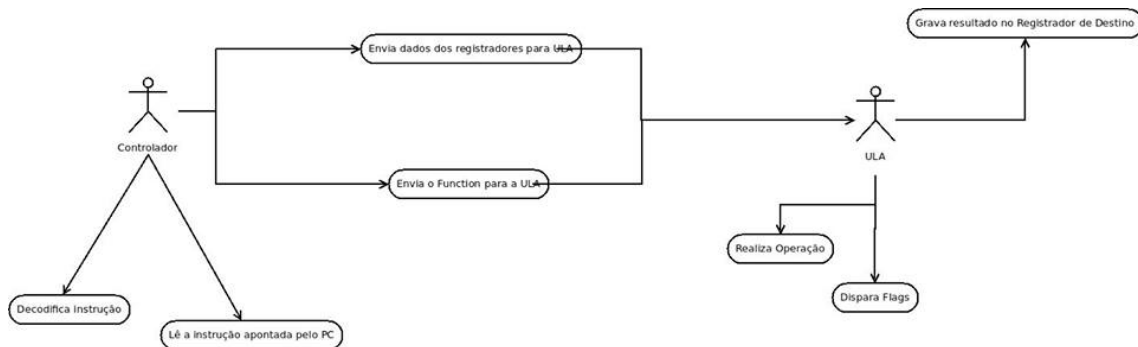 Grava resultado no Registrador de Destino
Envia dados dos registradores para ULA
Controlador
ULA
Envia o Function para a ULA
Realiza Operação
Decodifica instrução
Dispara Flags
Lê a instrução apontada pelo PC